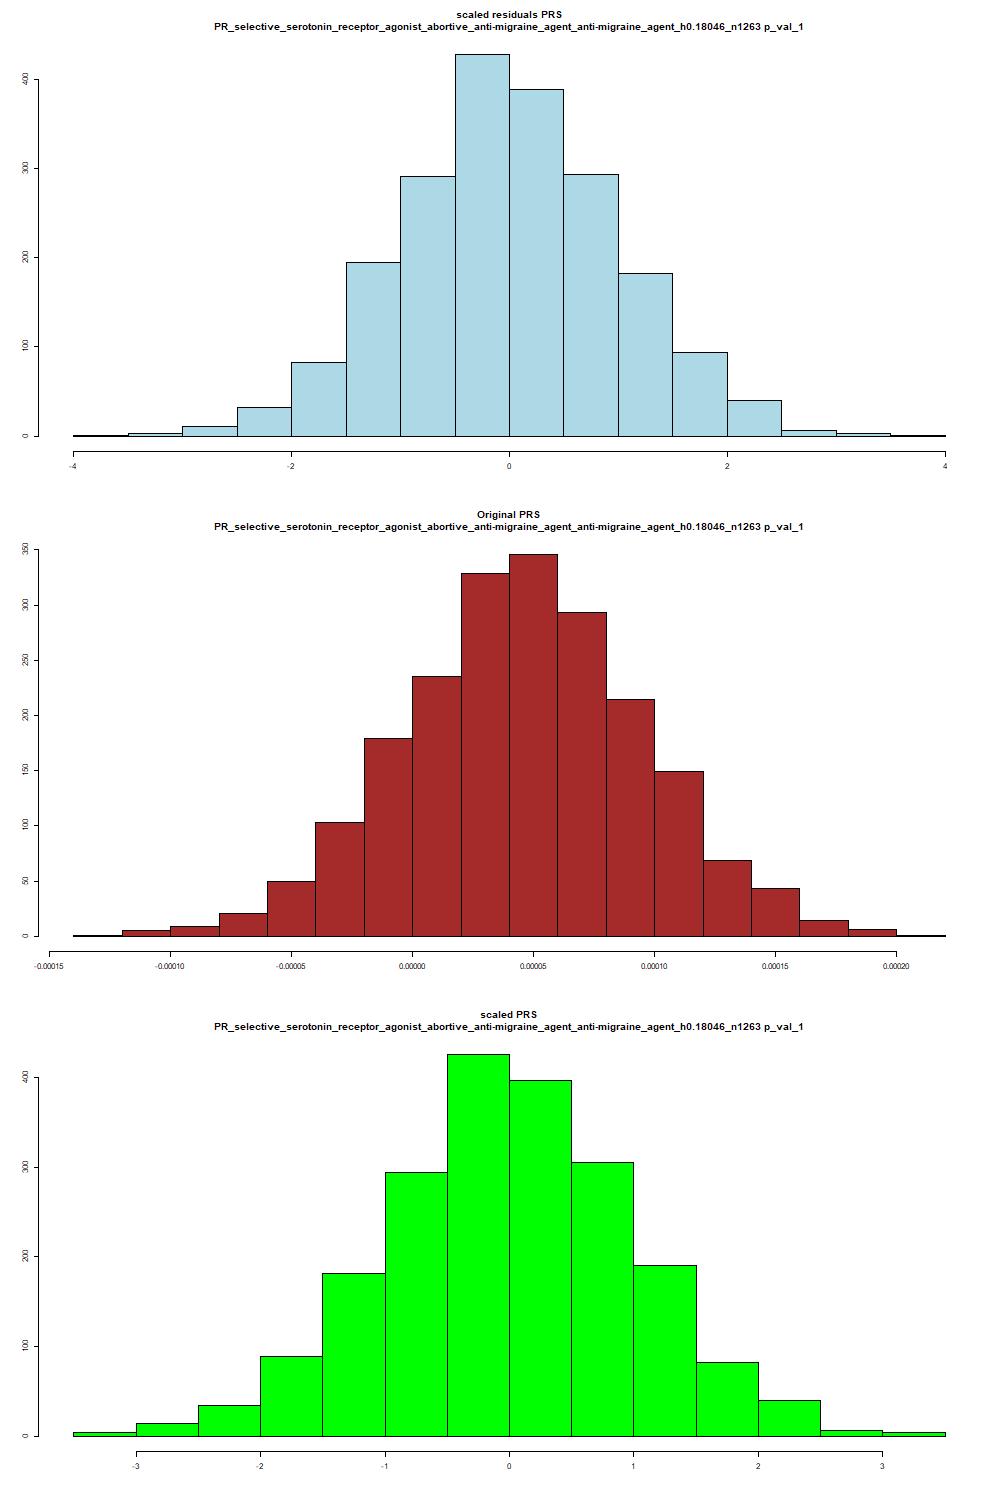 scaled residuals PRS
PR_selective_serotonin_receptor_agonist_abortive_anti-migraine_agent_anti-migraine_agent_h0.18046_n1263 p_val_1
400
300
200
100
0
-4 -2 0 2 4
Original PRS
PR_selective_serotonin_receptor_agonist_abortive_anti-migraine_agent_anti-migraine_agent_h0.18046_n1263 p_val_1
350
300
250
200
150
100
50
0
-0.00015 -0.00010 -0.00005 0.00000 0.00005 0.00010 0.00015 0.00020
scaled PRS
PR_selective_serotonin_receptor_agonist_abortive_anti-migraine_agent_anti-migraine_agent_h0.18046_n1263 p_val_1
400
300
200
100
0
-3 -2 -1 0 1 2 3